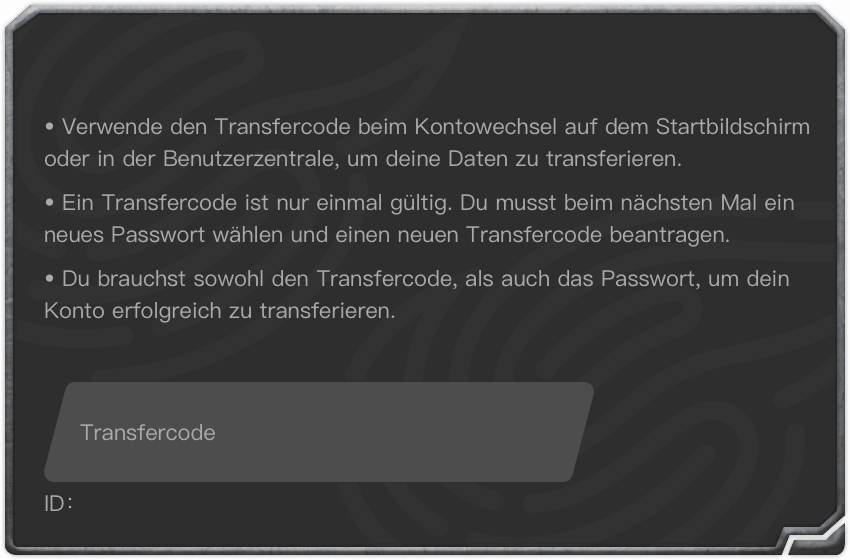 • Verwende den Transfercode beim Kontowechsel auf dem Startbildschirm
oder in der Benutzerzentrale, um deine Daten zu transferieren.
• Ein Transfercode ist nur einmal gültig. Du musst beim nächsten Mal ein
neues Passwort wählen und einen neuen Transfercode beantragen.
• Du brauchst sowohl den Transfercode, als auch das Passwort, um dein
Konto erfolgreich zu transferieren.
Transfercode
ID: